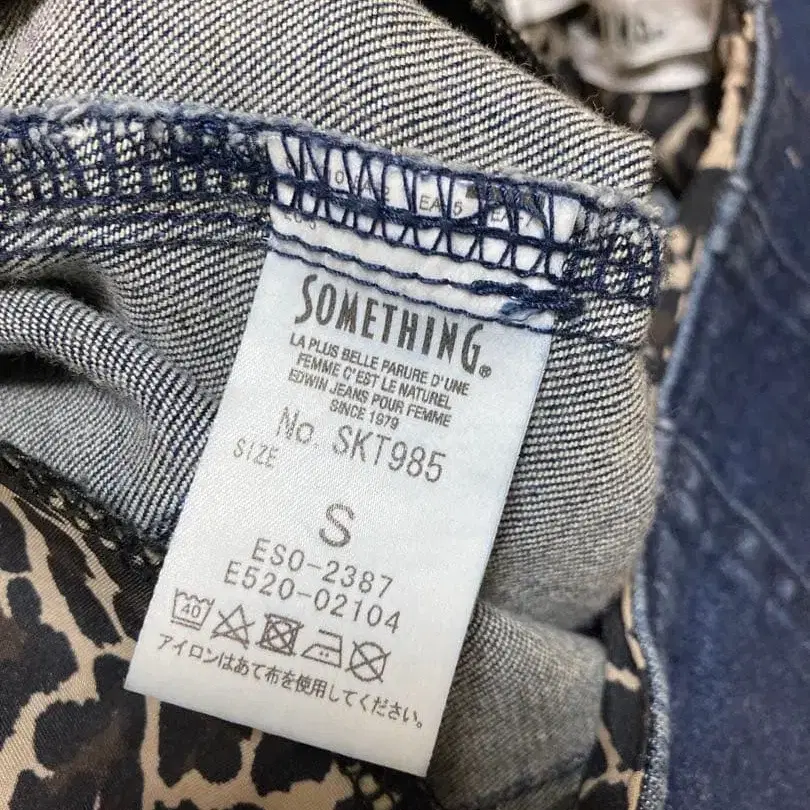 SOMETHING®
LA PLUS BELLE PARURE D'UNE
FEMME C'EST LE NATUREL
EDWIN JEANS POUR FEMME
SINCE 1979
No. SKT985
SIZE
S
ESO-2387
E520-02104
40
アイロンはあて布を使用してください。